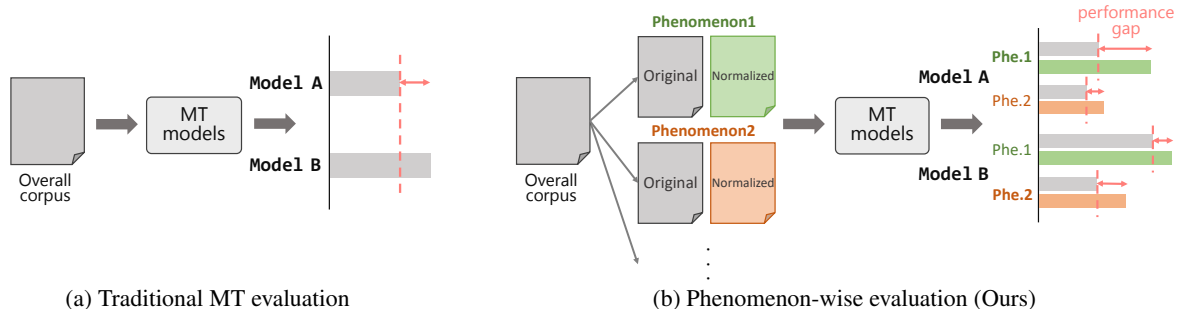 Overall
corpus
MT
models
Model A
Model B
(a) Traditional MT evaluation
Overall
corpus
Phenomenon1
Original
Normalized
Phenomenon2
Original
Normalized
. . .
MT
models
performance
gap
Model A
Phe.1
Phe.2
Model B
Phe.1
Phe.2
(b) Phenomenon-wise evaluation (Ours)